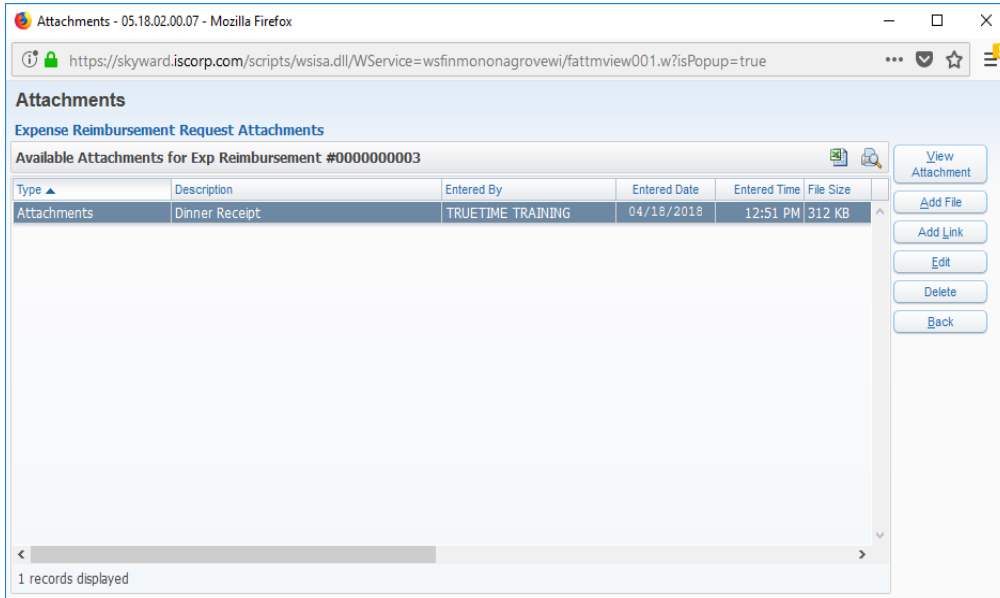 Attachments - 05.18.02.00.07 - Mozilla Firefox
https://skyward.iscorp.com/scripts/wsisa.dll/WService=wsfinmononagrovewi/fattmview001.w?isPopup=true
Attachments
Expense Reimbursement Request Attachments
Available Attachments for Exp Reimbursement #0000000003
Type Description Entered By Entered Date Entered Time File Size
Attachments Dinner Receipt TRUETIME TRAINING 04/18/2018 12:51 PM 312 KB
1 records displayed
View Attachment
Add File
Add Link
Edit
Delete
Back